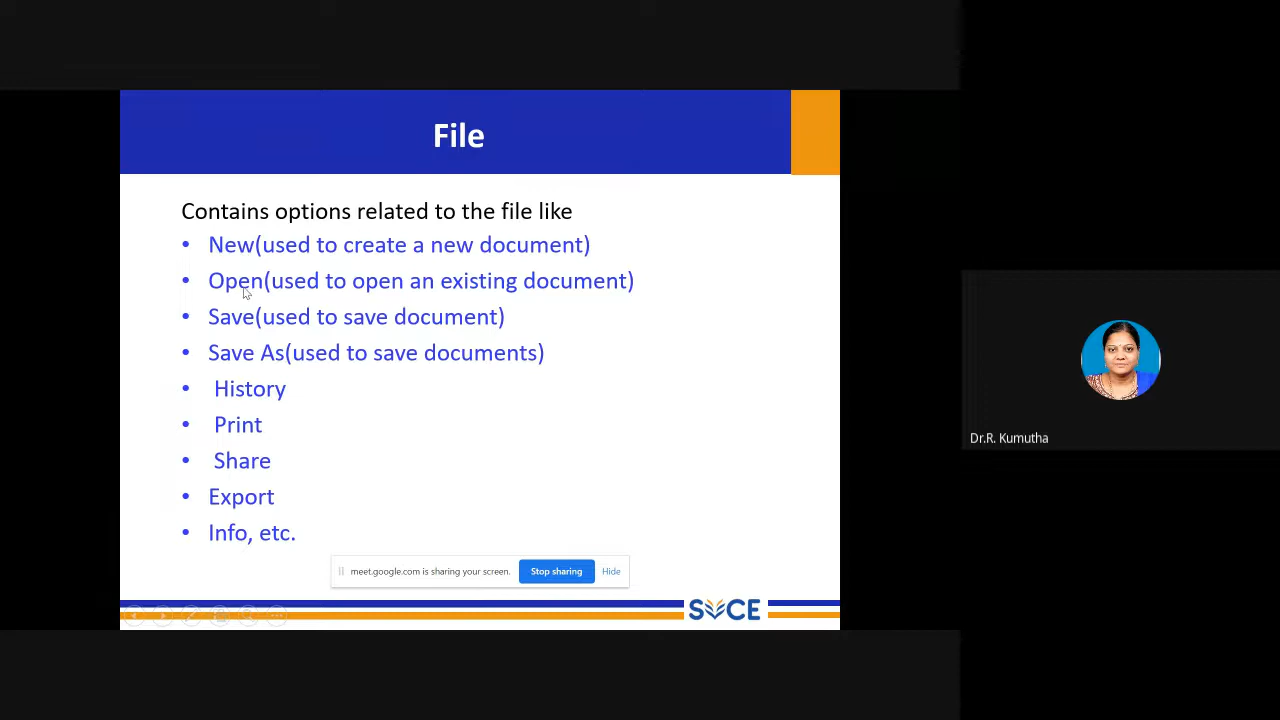 File
Contains options related to the file like
• New(used to create a new document)
• Open(used to open an existing document)
• Save(used to save document)
• Save As(used to save documents)
• History
• Print
• Share
• Export
• Info, etc.
meet.google.com is sharing your screen. Stop sharing Hide
SVCE
Dr.R. Kumutha